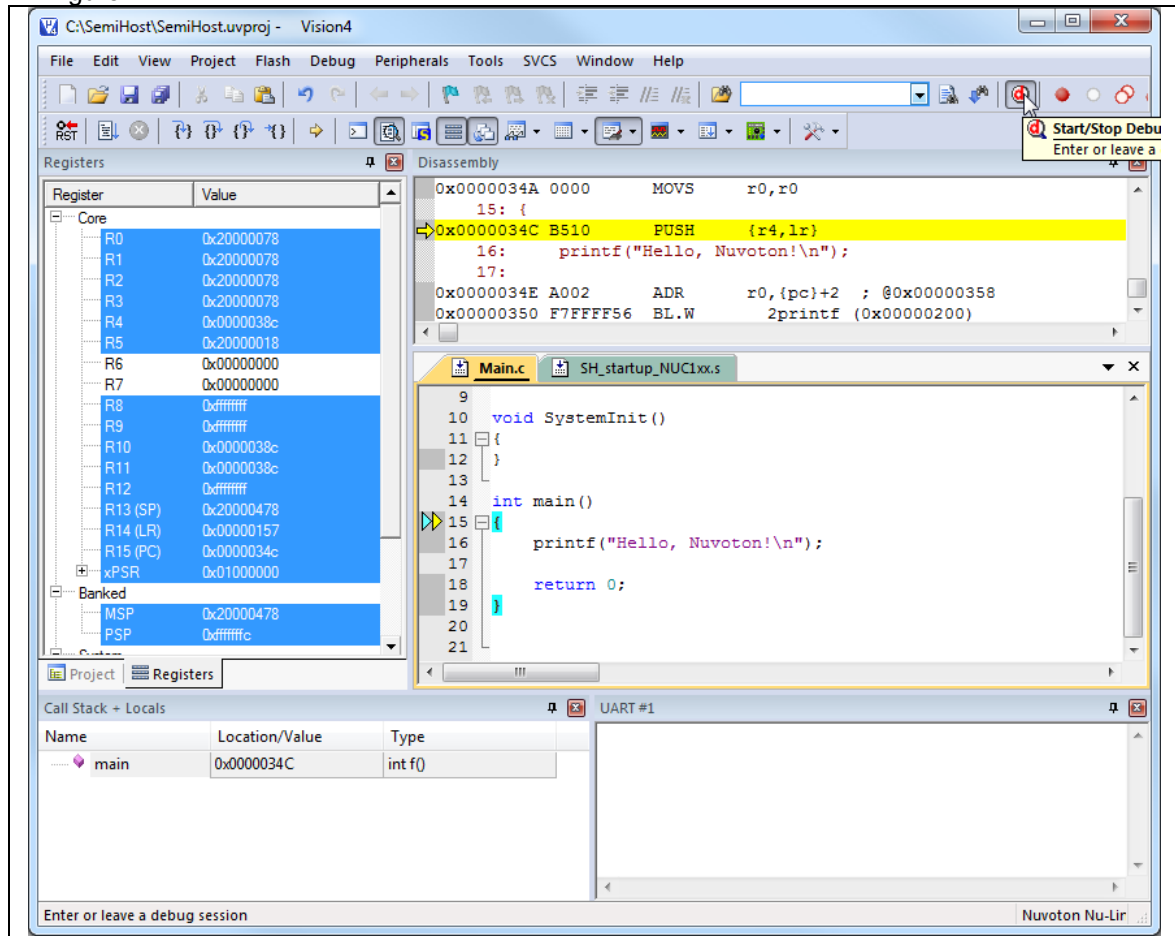 C:\SemiHost\SemiHost.uvproj - Vision4
File Edit View Project Flash Debug Peripherals Tools SVCS Window Help
RST
Start/Stop Debu
Enter or leave a
Registers
Register Value
Core
R0 0x20000078
R1 0x20000078
R2 0x20000078
R3 0x20000078
R4 0x0000038c
R5 0x20000018
R6 0x00000000
R7 0x00000000
R8 0xffffffff
R9 0xffffffff
R10 0x0000038c
R11 0x0000038c
R12 0xffffffff
R13 (SP) 0x20000478
R14 (LR) 0x00000157
R15 (PC) 0x0000034c
xPSR 0x01000000
Banked
MSP 0x20000478
PSP 0xfffffffc
Project Registers
Disassembly
0x0000034A 0000 MOVS r0,r0
15: {
0x0000034C B510 PUSH {r4,lr}
16: printf("Hello, Nuvoton!\n");
17:
0x0000034E A002 ADR r0,{pc}+2 ; @0x00000358
0x00000350 F7FFFF56 BL.W 2printf (0x00000200)
Main.c SH_startup_NUC1xx.s
9
10 void SystemInit()
11 {
12 }
13
14 int main()
15 {
16 printf("Hello, Nuvoton!\n");
17
18 return 0;
19 }
20
21
Call Stack + Locals
Name Location/Value Type
main 0x0000034C int f()
UART #1
Enter or leave a debug session Nuvoton Nu-Lin